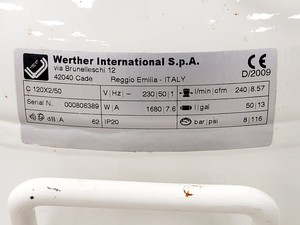 Werther International S.p.A.
via Brunelleschi 12
42040 Cadè Reggio Emilia - ITALY
CE
D/2009
C 120X2/50 V|Hz|~ 230|50|1 l/min|cfm 240|8.57
Serial N. 000806389 W|A 1680|7.6 l|gal 50|13
dB|A 62 IP20 bar|psi 8|116